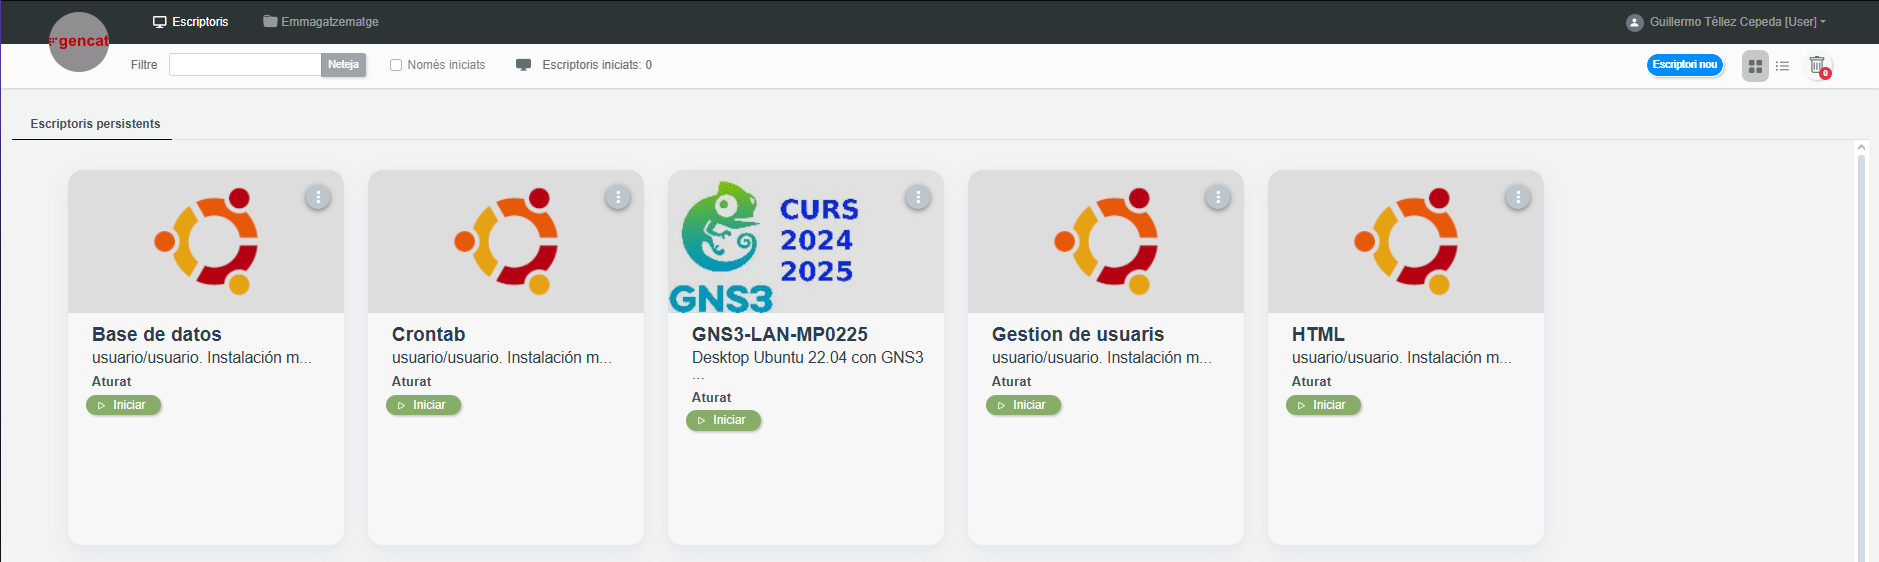 Escriptoris
Emmagatzematge
Guillermo Téllez Cepeda [User]
gencat
Filtre
Neteja
Només iniciats
Escriptoris iniciats: 0
Escriptori nou
0
Escriptoris persistents
CURS
2024
2025
GNS3
Base de datos
usuario/usuario. Instalación m...
Aturat
Iniciar
Crontab
usuario/usuario. Instalación m...
Aturat
Iniciar
GNS3-LAN-MP0225
Desktop Ubuntu 22.04 con GNS3
...
Aturat
Iniciar
Gestion de usuaris
usuario/usuario. Instalación m...
Aturat
Iniciar
HTML
usuario/usuario. Instalación m...
Aturat
Iniciar